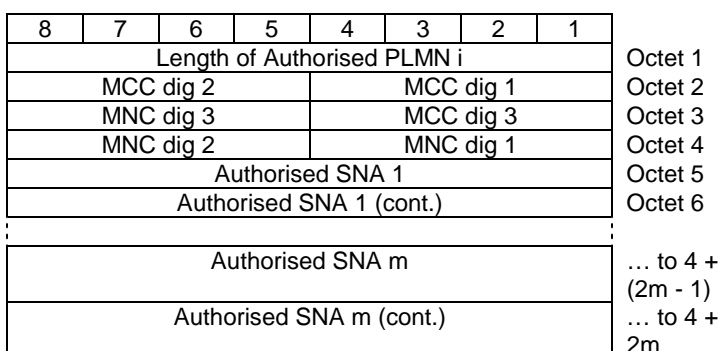 8 7 6 5 4 3 2 1
Length of Authorised PLMN i Octet 1
MCC dig 2 MCC dig 1 Octet 2
MNC dig 3 MCC dig 3 Octet 3
MNC dig 2 MNC dig 1 Octet 4
Authorised SNA 1 Octet 5
Authorised SNA 1 (cont.) Octet 6
Authorised SNA m … to 4 +
(2m - 1)
Authorised SNA m (cont.) … to 4 +
2m